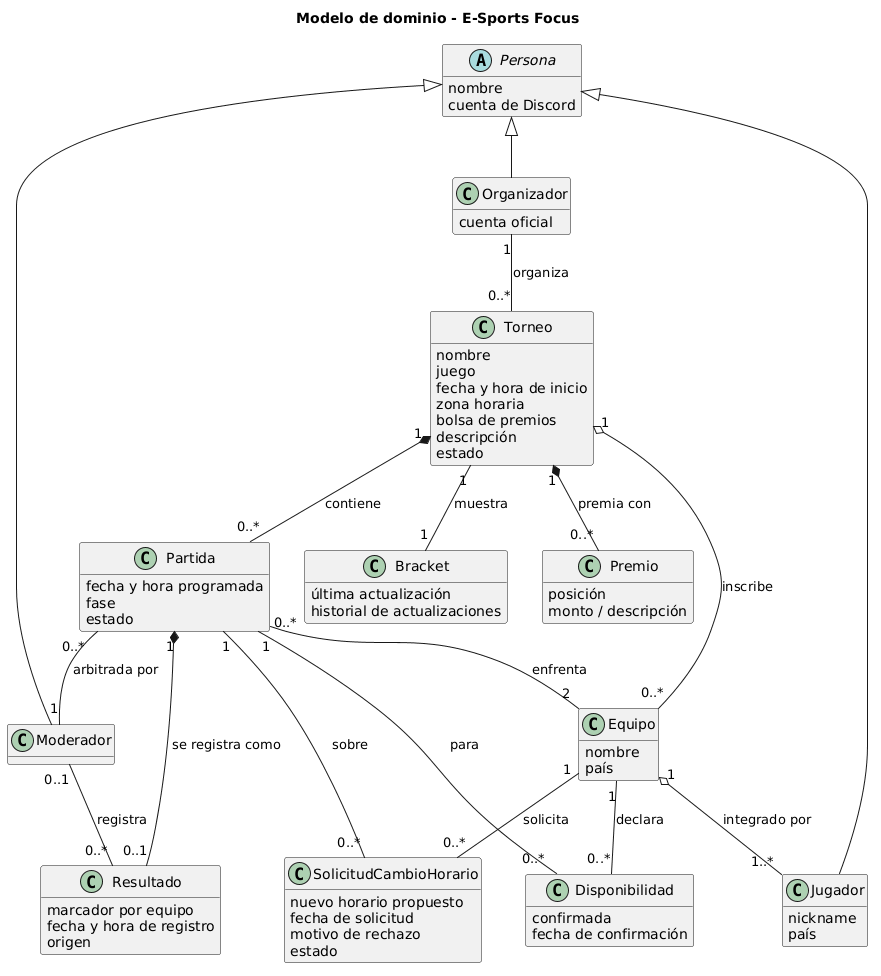 Modelo de dominio - E-Sports Focus
A Persona
nombre
cuenta de Discord
C Organizador
cuenta oficial
1
organiza
0..*
C Torneo
nombre
juego
fecha y hora de inicio
zona horaria
bolsa de premios
descripción
estado
1
1
1
1
contiene
muestra
premia con
inscribe
0..*
1
0..*
C Partida
fecha y hora programada
fase
estado
C Bracket
última actualización
historial de actualizaciones
C Premio
posición
monto / descripción
0..*
1
1
1
0..*
arbitrada por
enfrenta
1
2
0..*
C Moderador
se registra como
sobre
para
C Equipo
nombre
país
0..1
1
1
1
registra
solicita
declara
integrado por
0..*
0..1
0..*
0..*
0..*
0..*
1..*
C Resultado
marcador por equipo
fecha y hora de registro
origen
C SolicitudCambioHorario
nuevo horario propuesto
fecha de solicitud
motivo de rechazo
estado
C Disponibilidad
confirmada
fecha de confirmación
C Jugador
nickname
país